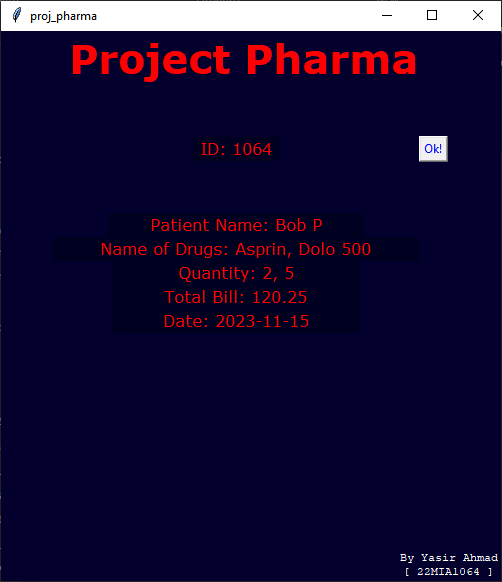 proj_pharma
Project Pharma
ID: 1064
Ok!
Patient Name: Bob P
Name of Drugs: Asprin, Dolo 500
Quantity: 2, 5
Total Bill: 120.25
Date: 2023-11-15
By Yasir Ahmad
[ 22MIA1064 ]